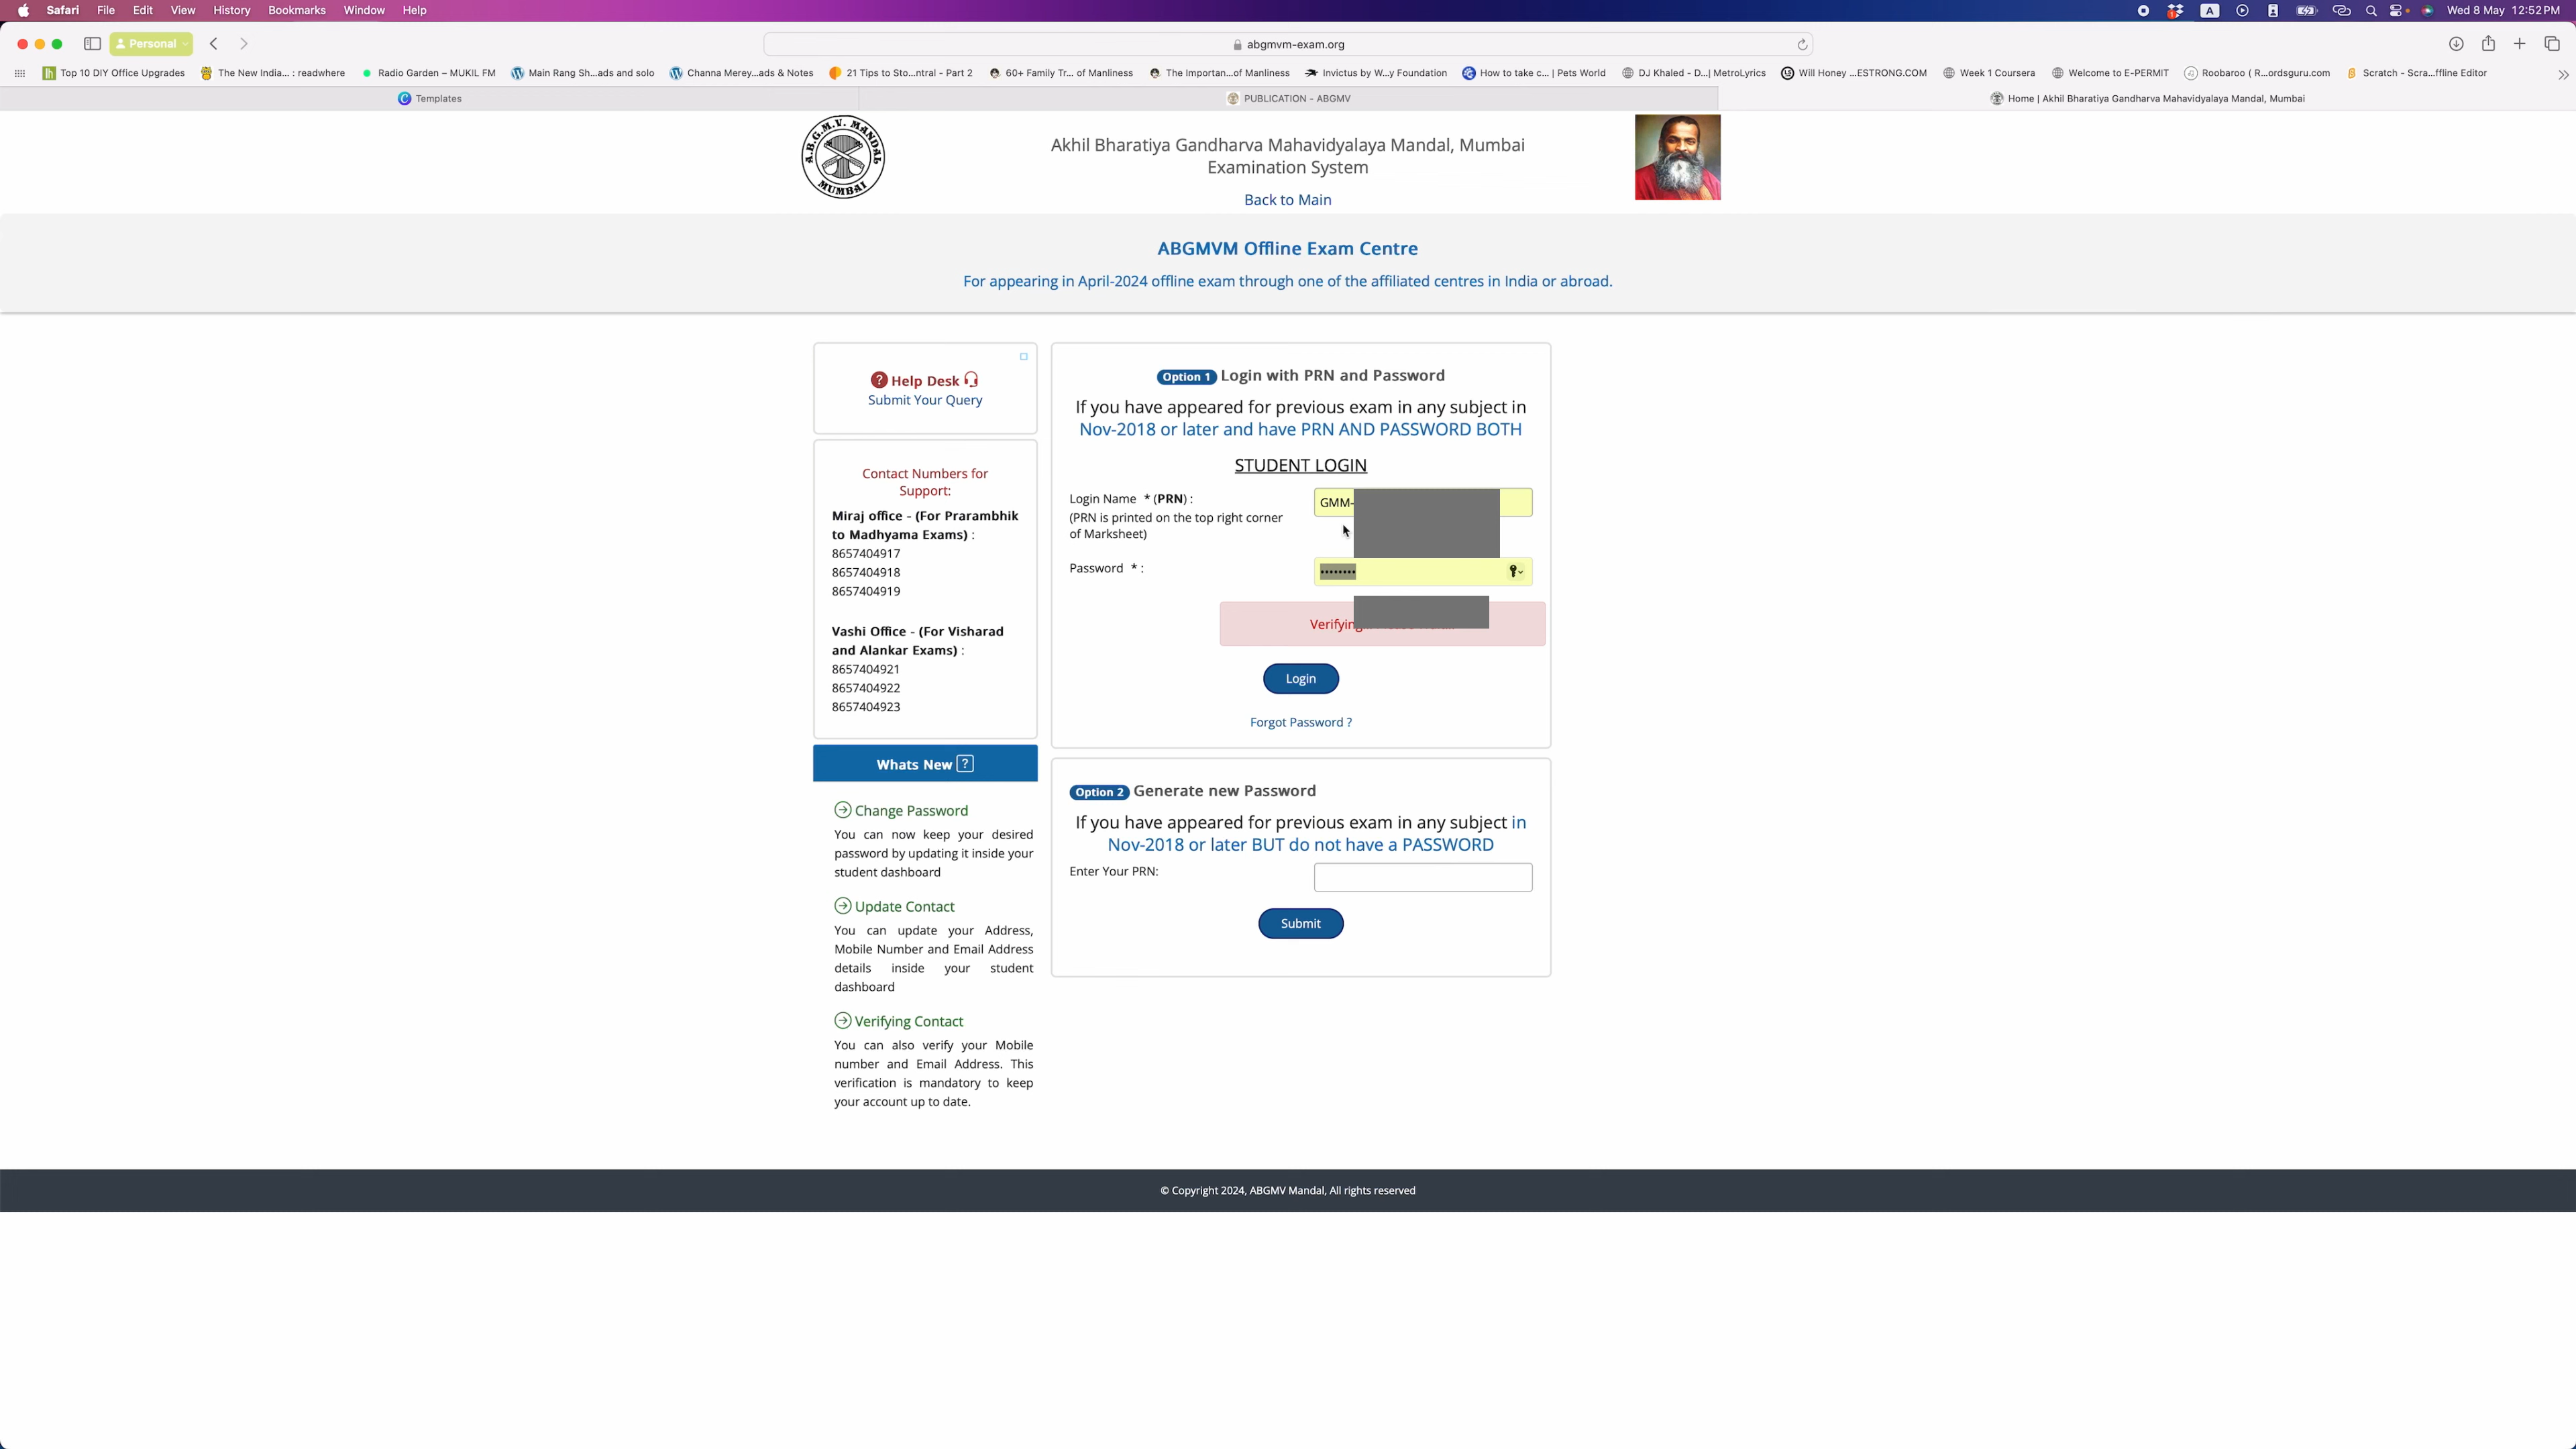 Safari File Edit View History Bookmarks Window Help
A
Wed 8 May 12:52 PM
Personal
abgmvm-exam.org
Top 10 DIY Office Upgrades
The New India... : readwhere
Radio Garden – MUKIL FM
Main Rang Sh...ads and solo
Channa Merey...ads & Notes
21 Tips to Sto...ntral - Part 2
60+ Family Tr... of Manliness
The Importan...of Manliness
Invictus by W...y Foundation
How to take c... | Pets World
DJ Khaled - D...| MetroLyrics
Will Honey ...ESTRONG.COM
Week 1 Coursera
Welcome to E-PERMIT
Roobaroo ( R...ordsguru.com
Scratch - Scra...ffline Editor
Templates
PUBLICATION - ABGMV
Home | Akhil Bharatiya Gandharva Mahavidyalaya Mandal, Mumbai
A.B.G.M.V. MANDAL
MUMBAI
Akhil Bharatiya Gandharva Mahavidyalaya Mandal, Mumbai
Examination System
Back to Main
ABGMVM Offline Exam Centre
For appearing in April-2024 offline exam through one of the affiliated centres in India or abroad.
? Help Desk
Submit Your Query
Contact Numbers for
Support:
Miraj office - (For Prarambhik
to Madhyama Exams) :
8657404917
8657404918
8657404919
Vashi Office - (For Visharad
and Alankar Exams) :
8657404921
8657404922
8657404923
Whats New ?
Change Password
You can now keep your desired
password by updating it inside your
student dashboard
Update Contact
You can update your Address,
Mobile Number and Email Address
details inside your student
dashboard
Verifying Contact
You can also verify your Mobile
number and Email Address. This
verification is mandatory to keep
your account up to date.
Option 1 Login with PRN and Password
If you have appeared for previous exam in any subject in
Nov-2018 or later and have PRN AND PASSWORD BOTH
STUDENT LOGIN
Login Name * (PRN) :
GMM-
(PRN is printed on the top right corner
of Marksheet)
Password * :
••••••••
Verifying
Login
Forgot Password ?
Option 2 Generate new Password
If you have appeared for previous exam in any subject in
Nov-2018 or later BUT do not have a PASSWORD
Enter Your PRN:
Submit
© Copyright 2024, ABGMV Mandal, All rights reserved